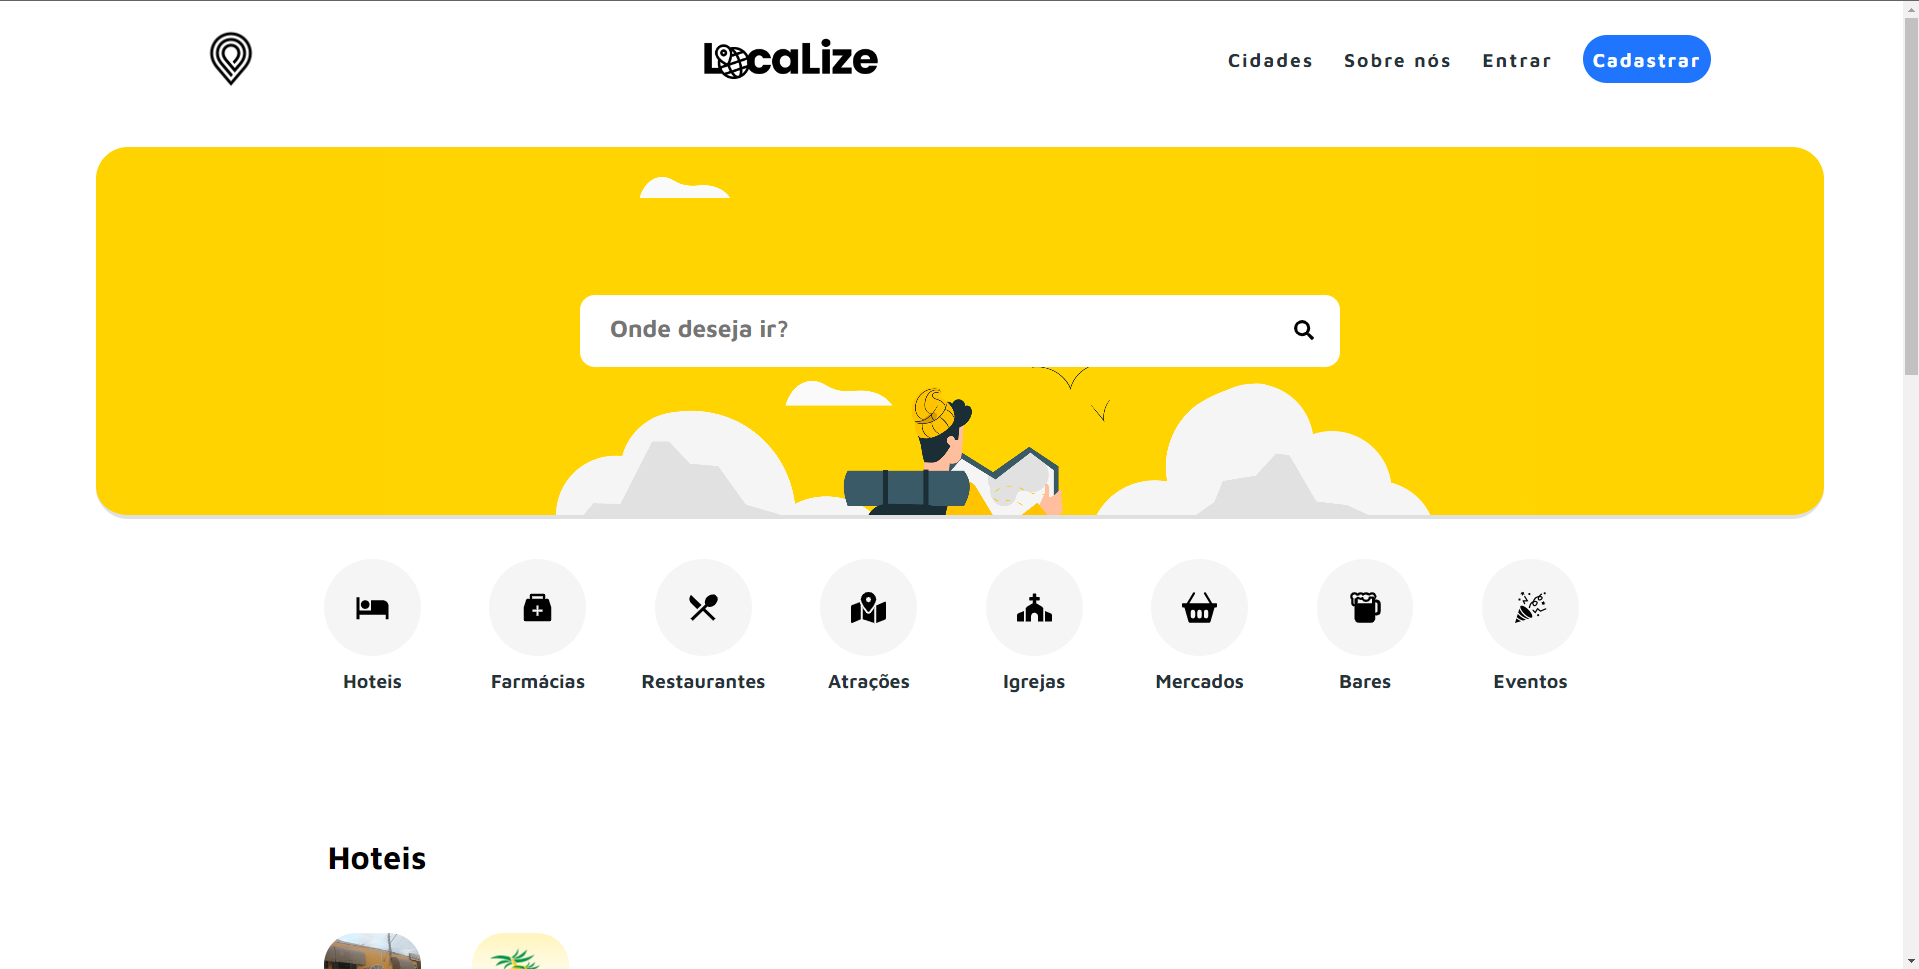 LocaLize
Cidades Sobre nós Entrar Cadastrar
Onde deseja ir?
Hoteis Farmácias Restaurantes Atrações Igrejas Mercados Bares Eventos
Hoteis